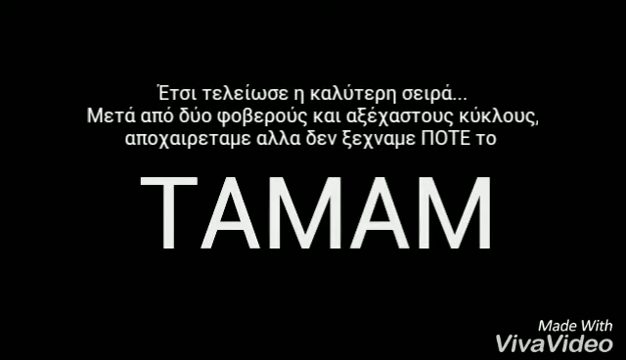 Έτσι τελείωσε η καλύτερη σειρά...
Μετά από δύο φοβερούς και αξέχαστους κύκλους,
αποχαιρεταμε αλλα δεν ξεχναμε ΠΟΤΕ το
ΤΑΜΑΜ
Made With
VivaVideo